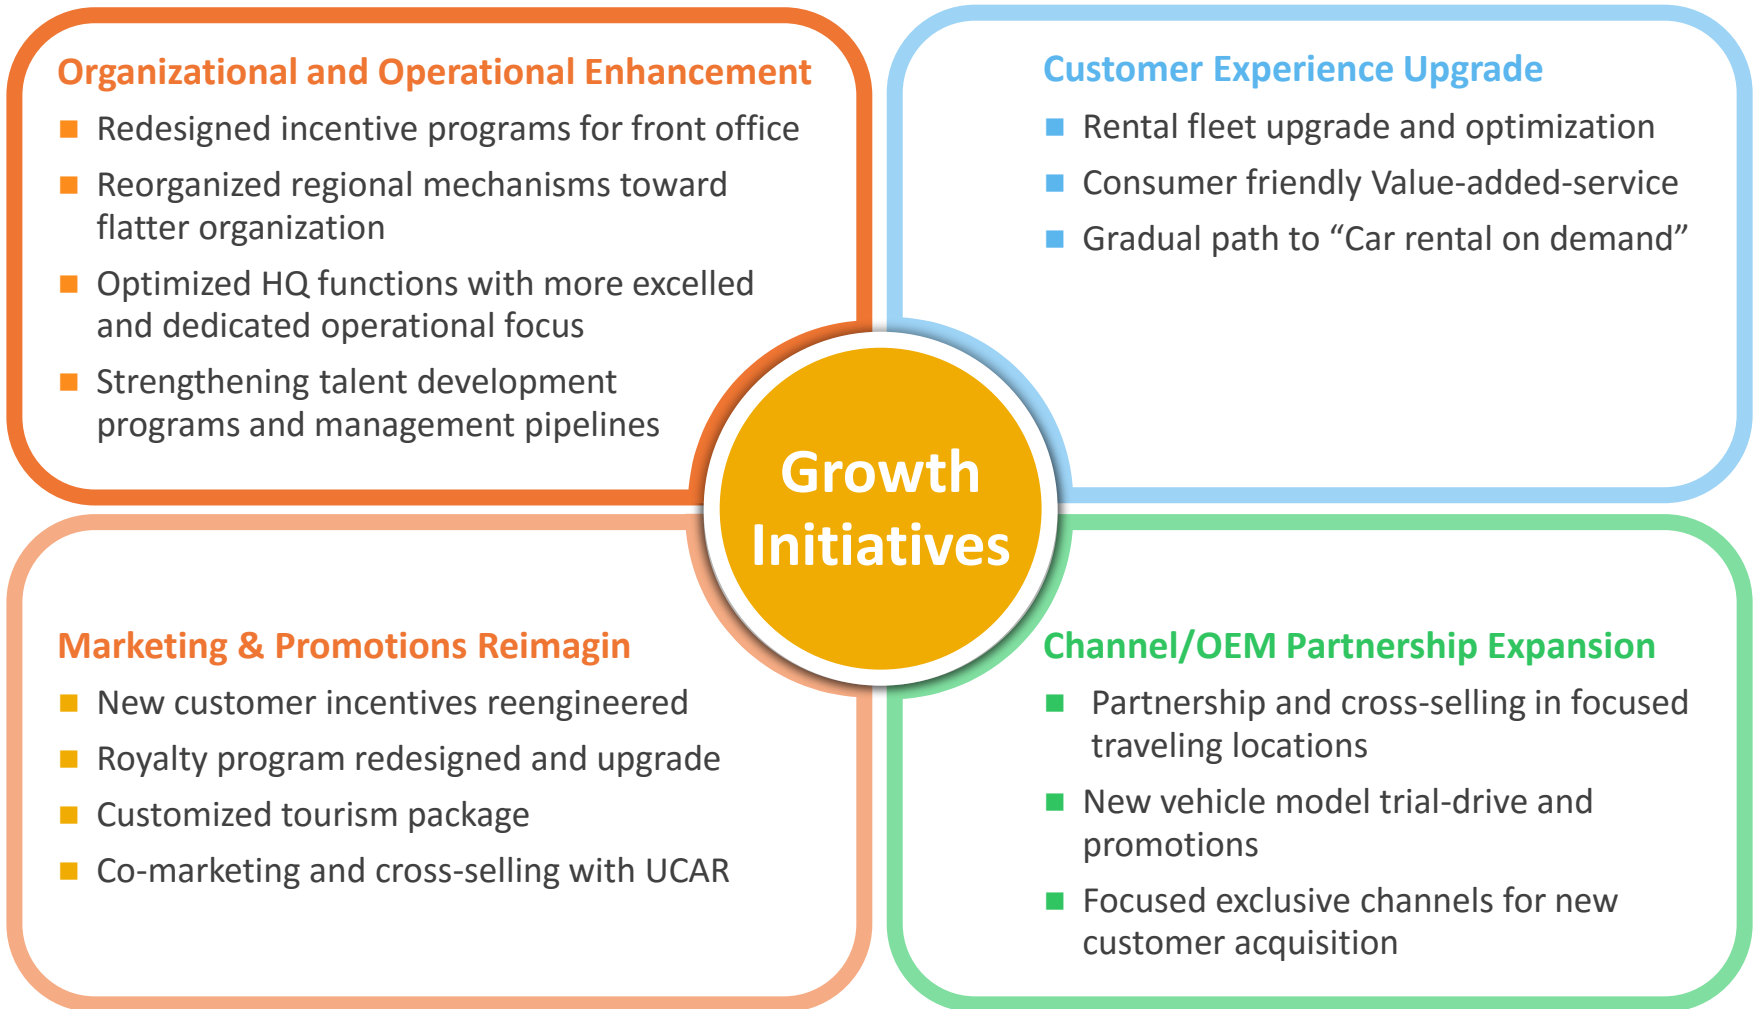 Organizational and Operational Enhancement
Redesigned incentive programs for front office
Reorganized regional mechanisms toward
flatter organization
Optimized HQ functions with more excelled
and dedicated operational focus
Strengthening talent development
programs and management pipelines
Customer Experience Upgrade
Rental fleet upgrade and optimization
Consumer friendly Value-added-service
Gradual path to “Car rental on demand”
Growth
Initiatives
Marketing & Promotions Reimagin
New customer incentives reengineered
Royalty program redesigned and upgrade
Customized tourism package
Co-marketing and cross-selling with UCAR
Channel/OEM Partnership Expansion
Partnership and cross-selling in focused
traveling locations
New vehicle model trial-drive and
promotions
Focused exclusive channels for new
customer acquisition